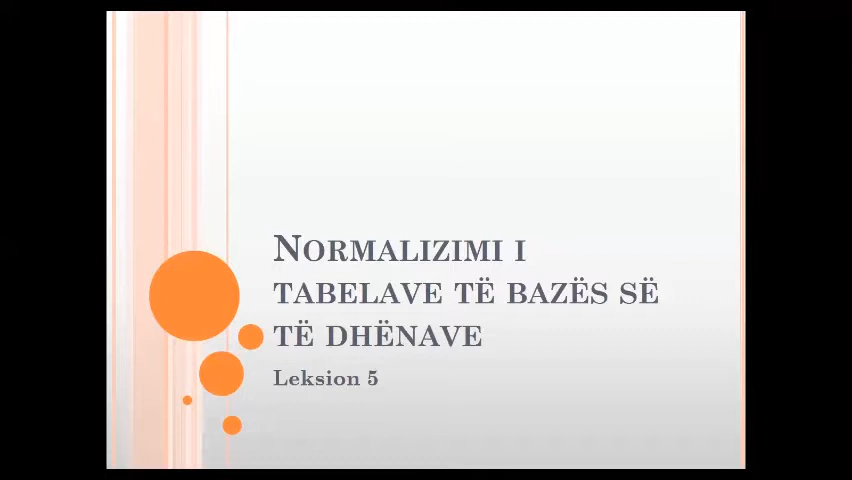 NORMALIZIMI I
TABELAVE TË BAZËS SË
TË DHËNAVE
Leksion 5